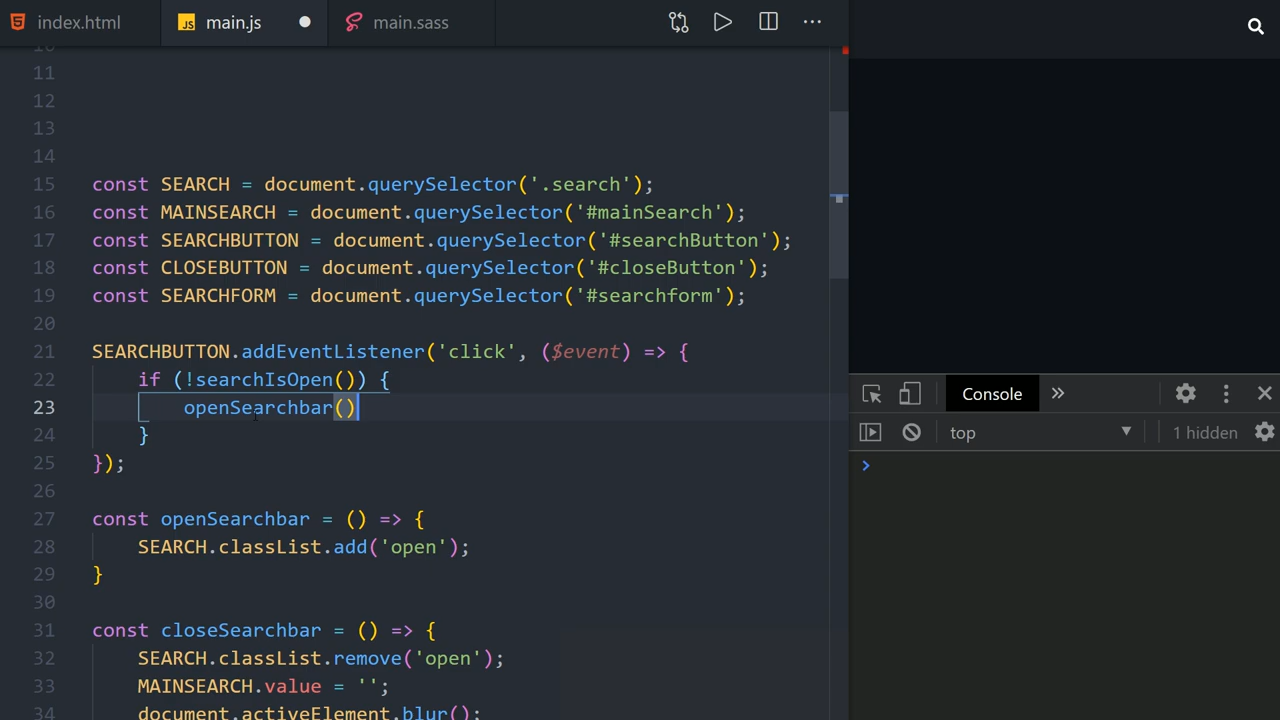 index.html
JS main.js
main.sass
10
11
12
13
14
15 const SEARCH = document.querySelector('.search');
16 const MAINSEARCH = document.querySelector('#mainSearch');
17 const SEARCHBUTTON = document.querySelector('#searchButton');
18 const CLOSEBUTTON = document.querySelector('#closeButton');
19 const SEARCHFORM = document.querySelector('#searchform');
20
21 SEARCHBUTTON.addEventListener('click', ($event) => {
22 if (!searchIsOpen()) {
23 openSearchbar()
24 }
25 });
26
27 const openSearchbar = () => {
28 SEARCH.classList.add('open');
29 }
30
31 const closeSearchbar = () => {
32 SEARCH.classList.remove('open');
33 MAINSEARCH.value = '';
34 document.activeElement.blur();
Console
top
1 hidden